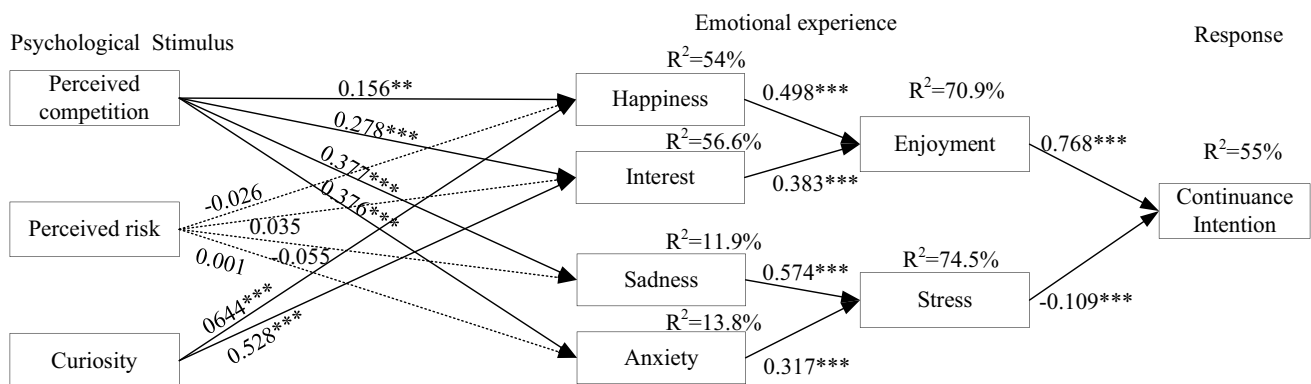 Psychological Stimulus
Emotional experience
Response
Perceived
competition
Perceived risk
Curiosity
0.156**
0.278***
0.377***
0.376***
-0.026
0.035
-0.055
0.001
0644***
0.528***
R²=54%
Happiness
R²=56.6%
Interest
R²=11.9%
Sadness
R²=13.8%
Anxiety
0.498***
0.383***
0.574***
0.317***
R²=70.9%
Enjoyment
R²=74.5%
Stress
0.768***
-0.109***
R²=55%
Continuance
Intention